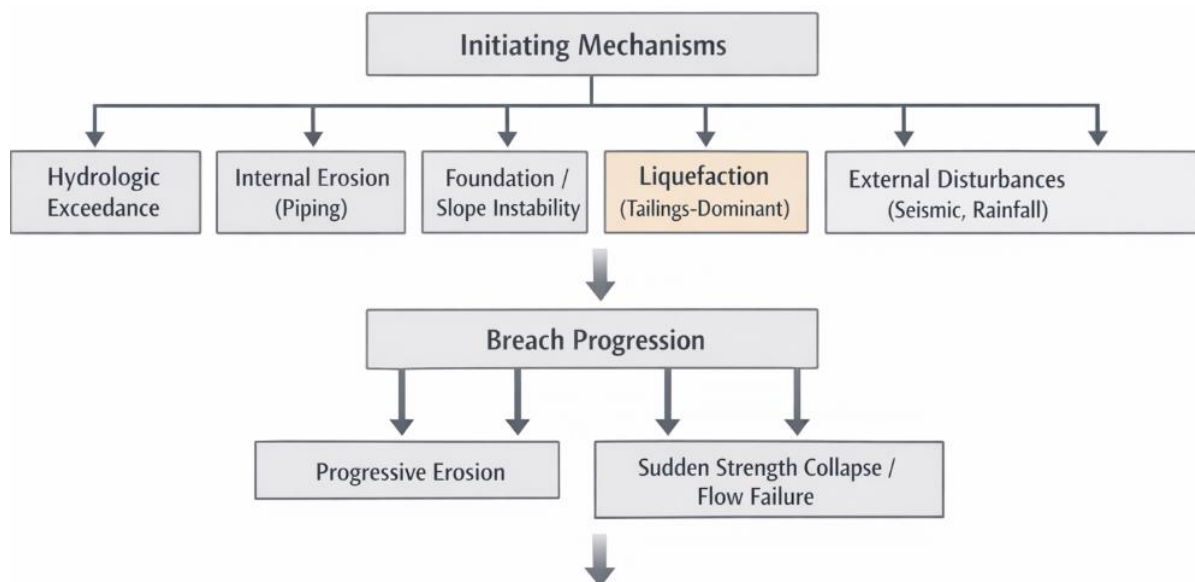 Initiating Mechanisms
Hydrologic
Exceedance
Internal Erosion
(Piping)
Foundation /
Slope Instability
Liquefaction
(Tailings-Dominant)
External Disturbances
(Seismic, Rainfall)
Breach Progression
Progressive Erosion
Sudden Strength Collapse /
Flow Failure